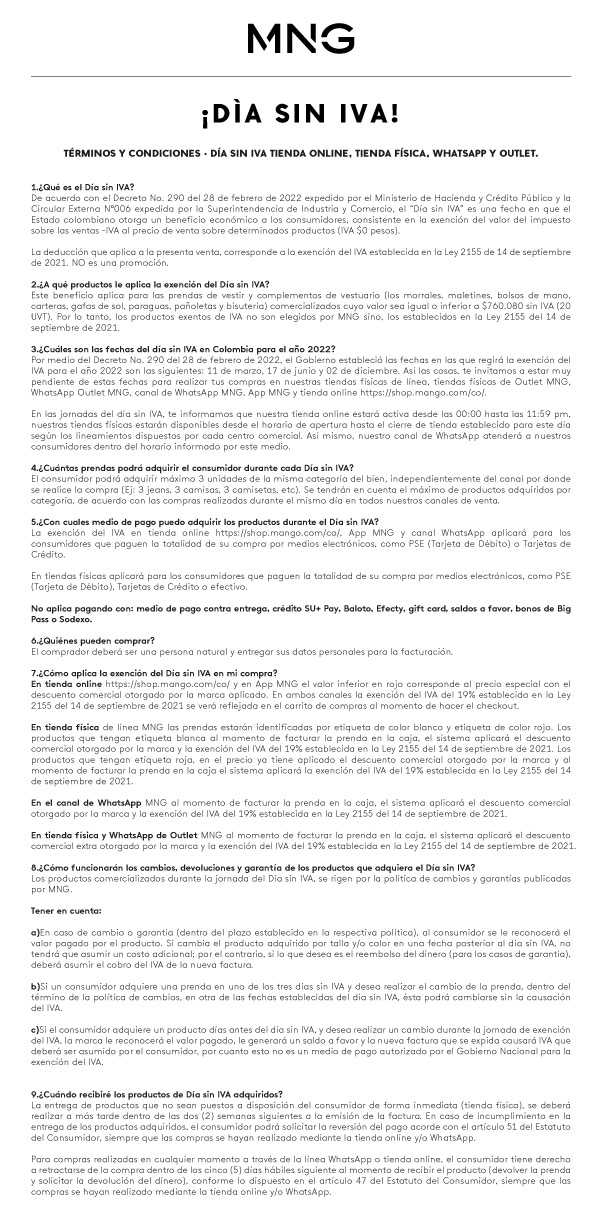 MNG
¡DÌA SIN IVA!
TÉRMINOS Y CONDICIONES - DÍA SIN IVA TIENDA ONLINE, TIENDA FÍSICA, WHATSAPP Y OUTLET.
1.¿Qué es el Día sin IVA?
De acuerdo con el Decreto No. 290 del 28 de febrero de 2022 expedido por el Ministerio de Hacienda y Crédito Público y la
Circular Externa N°006 expedida por la Superintendencia de Industria y Comercio, el "Día sin IVA" es una fecha en que el
Estado colombiano otorga un beneficio económico a los consumidores, consistente en la exención del valor del impuesto
sobre las ventas -IVA al precio de venta sobre determinados productos (IVA $0 pesos).
La deducción que aplica a la presente venta, corresponde a la exención del IVA establecida en la Ley 2155 de 14 de septiembre
de 2021. NO es una promoción.
2.¿A qué productos le aplica la exención del Día sin IVA?
Este beneficio aplica para las prendas de vestir y complementos de vestuario (los morrales, maletines, bolsos de mano,
carteras, gafas de sol, paraguas, pañoletas y bisutería) comercializados cuyo valor sea igual o inferior a $760.080 sin IVA (20
UVT). Por lo tanto, los productos exentos de IVA no son elegidos por MNG sino, los establecidos en la Ley 2155 del 14 de
septiembre de 2021.
3.¿Cuáles son las fechas del día sin IVA en Colombia para el año 2022?
Por medio del Decreto No. 290 del 28 de febrero de 2022, el Gobierno estableció las fechas en las que regirá la exención del
IVA para el año 2022 son las siguientes: 11 de marzo, 17 de junio y 02 de diciembre. Así las cosas, te invitamos a estar muy
pendiente de estas fechas para realizar tus compras en nuestras tiendas físicas de línea, tiendas físicas de Outlet MNG,
WhatsApp Outlet MNG, canal de WhatsApp MNG, App MNG y tienda online https://shop.mango.com/co/.
En las jornadas del día sin IVA, te informamos que nuestra tienda online estará activa desde las 00:00 hasta las 11:59 pm,
nuestras tiendas físicas estarán disponibles desde el horario de apertura hasta el cierre de tienda establecido para este día
según los lineamientos dispuestos por cada centro comercial. Así mismo, nuestro canal de WhatsApp atenderá a nuestros
consumidores dentro del horario informado por este medio.
4.¿Cuántas prendas podrá adquirir el consumidor durante cada Día sin IVA?
El consumidor podrá adquirir máximo 3 unidades de la misma categoría del bien, independientemente del canal por donde
se realice la compra (Ej: 3 jeans, 3 camisas, 3 camisetas, etc). Se tendrán en cuenta el máximo de productos adquiridos por
categoría, de acuerdo con las compras realizadas durante el mismo día en todos nuestros canales de venta.
5.¿Con cuales medio de pago puedo adquirir los productos durante el Día sin IVA?
La exención del IVA en tienda online https://shop.mango.com/co/, App MNG y canal WhatsApp aplicará para los
consumidores que paguen la totalidad de su compra por medios electrónicos, como PSE (Tarjeta de Débito) o Tarjetas de
Crédito.
En tiendas físicas aplicará para los consumidores que paguen la totalidad de su compra por medios electrónicos, como PSE
(Tarjeta de Débito), Tarjetas de Crédito o efectivo.
No aplica pagando con: medio de pago contra entrega, crédito SU+ Pay, Baloto, Efecty, gift card, saldos a favor, bonos de Big
Pass o Sodexo.
6.¿Quiénes pueden comprar?
El comprador deberá ser una persona natural y entregar sus datos personales para la facturación.
7.¿Cómo aplica la exención del Día sin IVA en mi compra?
En tienda online https://shop.mango.com/co/ y en App MNG el valor inferior en rojo corresponde al precio especial con el
descuento comercial otorgado por la marca aplicado. En ambos canales la exención del IVA del 19% establecida en la Ley
2155 del 14 de septiembre de 2021 se verá reflejada en el carrito de compras al momento de hacer el checkout.
En tienda física de línea MNG las prendas estarán identificadas por etiqueta de color blanco y etiqueta de color rojo. Los
productos que tengan etiqueta blanca al momento de facturar la prenda en la caja, el sistema aplicará el descuento
comercial otorgado por la marca y la exención del IVA del 19% establecida en la Ley 2155 del 14 de septiembre de 2021. Los
productos que tengan etiqueta roja, en el precio ya tiene aplicado el descuento comercial otorgado por la marca y al
momento de facturar la prenda en la caja el sistema aplicará la exención del IVA del 19% establecida en la Ley 2155 del 14
de septiembre de 2021.
En el canal de WhatsApp MNG al momento de facturar la prenda en la caja, el sistema aplicará el descuento comercial
otorgado por la marca y la exención del IVA del 19% establecida en la Ley 2155 del 14 de septiembre de 2021.
En tienda física y WhatsApp de Outlet MNG al momento de facturar la prenda en la caja, el sistema aplicará el descuento
comercial extra otorgado por la marca y la exención del IVA del 19% establecida en la Ley 2155 del 14 de septiembre de 2021.
8.¿Cómo funcionarán los cambios, devoluciones y garantía de los productos que adquiera el Día sin IVA?
Los productos comercializados durante la jornada del Día sin IVA, se rigen por la política de cambios y garantías publicadas
por MNG.
Tener en cuenta:
a)En caso de cambio o garantía (dentro del plazo establecido en la respectiva política), al consumidor se le reconocerá el
valor pagado por el producto. Si cambia el producto adquirido por talla y/o color en una fecha posterior al día sin IVA, no
tendrá que asumir un costo adicional; por el contrario, si lo que desea es el reembolso del dinero (para los casos de garantía),
deberá asumir el cobro del IVA de la nueva factura.
b)Si un consumidor adquiere una prenda en uno de los tres días sin IVA y desea realizar el cambio de la prenda, dentro del
término de la política de cambios, en otra de las fechas establecidas del día sin IVA, ésta podrá cambiarse sin la causación
del IVA.
c)Si el consumidor adquiere un producto días antes del día sin IVA, y desea realizar un cambio durante la jornada de exención
del IVA, la marca le reconocerá el valor pagado, le generará un saldo a favor y la nueva factura que se expida causará IVA que
deberá ser asumido por el consumidor, por cuanto esto no es un medio de pago autorizado por el Gobierno Nacional para la
exención del IVA.
9.¿Cuándo recibiré los productos de Día sin IVA adquiridos?
La entrega de productos que no sean puestos a disposición del consumidor de forma inmediata (tienda física), se deberá
realizar a más tarde dentro de las dos (2) semanas siguientes a la emisión de la factura. En caso de incumplimiento en la
entrega de los productos adquiridos, el consumidor podrá solicitar la reversión del pago acorde con el artículo 51 del Estatuto
del Consumidor, siempre que las compras se hayan realizado mediante la tienda online y/o WhatsApp.
Para compras realizadas en cualquier momento a través de la línea WhatsApp o tienda online, el consumidor tiene derecho
a retractarse de la compra dentro de los cinco (5) días hábiles siguiente al momento de recibir el producto (devolver la prenda
y solicitar la devolución del dinero), conforme lo dispuesto en el artículo 47 del Estatuto del Consumidor, siempre que las
compras se hayan realizado mediante la tienda online y/o WhatsApp.